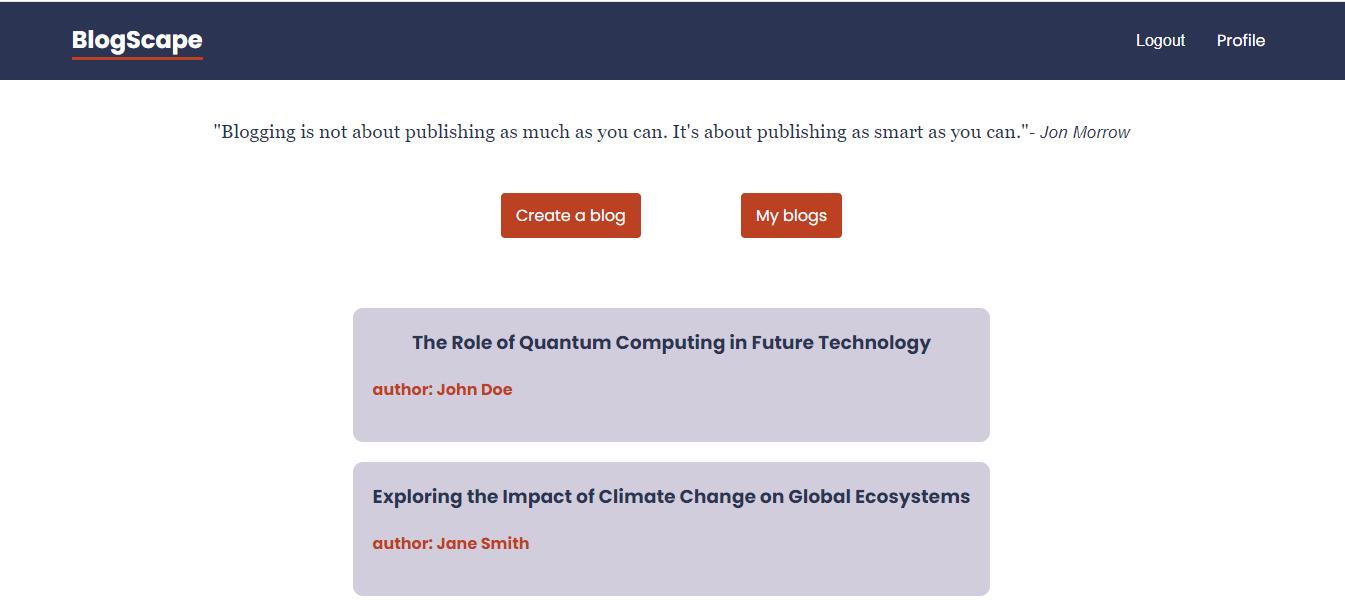 BlogScape
Logout Profile
"Blogging is not about publishing as much as you can. It's about publishing as smart as you can."- Jon Morrow
Create a blog My blogs
The Role of Quantum Computing in Future Technology
author: John Doe
Exploring the Impact of Climate Change on Global Ecosystems
author: Jane Smith